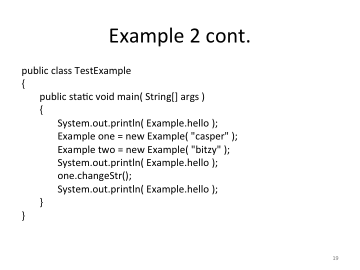 Example 2 cont.
public class TestExample
{
public static void main( String[] args )
{
System.out.println( Example.hello );
Example one = new Example( "casper" );
Example two = new Example( "bitzy" );
System.out.println( Example.hello );
one.changeStr();
System.out.println( Example.hello );
}
}